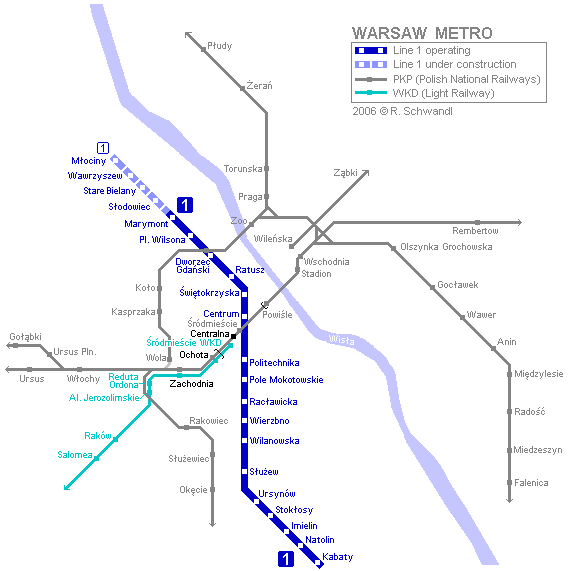 WARSAW METRO
Line 1 operating
Line 1 under construction
PKP (Polish National Railways)
WKD (Light Railway)
2006 © R. Schwandl
Płudy
Żerań
1
Młociny
Wawrzyszew
Stare Bielany
Słodowiec
1
Marymont
Pl. Wilsona
Dworzec
Gdański
Ratusz
Świętokrzyska
Centrum
Śródmieście
Centralna
Śródmieście WKD
Ochota
Zachodnia
Politechnika
Pole Mokotowskie
Racławicka
Wierzbno
Wilanowska
Służew
Ursynów
Stokłosy
Imielin
Natolin
Kabaty
1
Torunska
Praga
Zoo
Wileńska
Ząbki
Rembertow
Wschodnia
Stadion
Powiśle
Olszynka Grochowska
Gocławek
Wawer
Anin
Międzylesie
Radość
Miedzeszyn
Falenica
Wisła
Koło
Kasprzaka
Wola
Gołąbki
Ursus Płn.
Ursus
Włochy
Reduta
Ordona
Al. Jerozolimskie
Raków
Salomea
Rakowiec
Służewiec
Okęcie